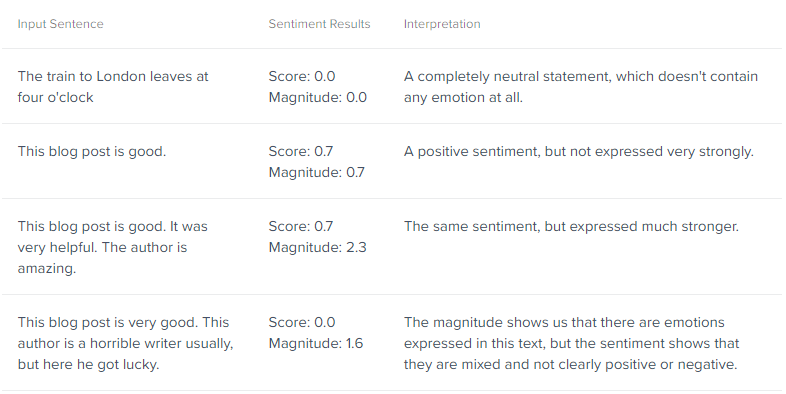 Input Sentence Sentiment Results Interpretation
The train to London leaves at Score: 0.0 A completely neutral statement, which doesn't contain
four o'clock Magnitude: 0.0 any emotion at all.
This blog post is good. Score: 0.7 A positive sentiment, but not expressed very strongly.
Magnitude: 0.7
This blog post is good. It was Score: 0.7 The same sentiment, but expressed much stronger.
very helpful. The author is Magnitude: 2.3
amazing.
This blog post is very good. This Score: 0.0 The magnitude shows us that there are emotions
author is a horrible writer usually, Magnitude: 1.6 expressed in this text, but the sentiment shows that
but here he got lucky. they are mixed and not clearly positive or negative.